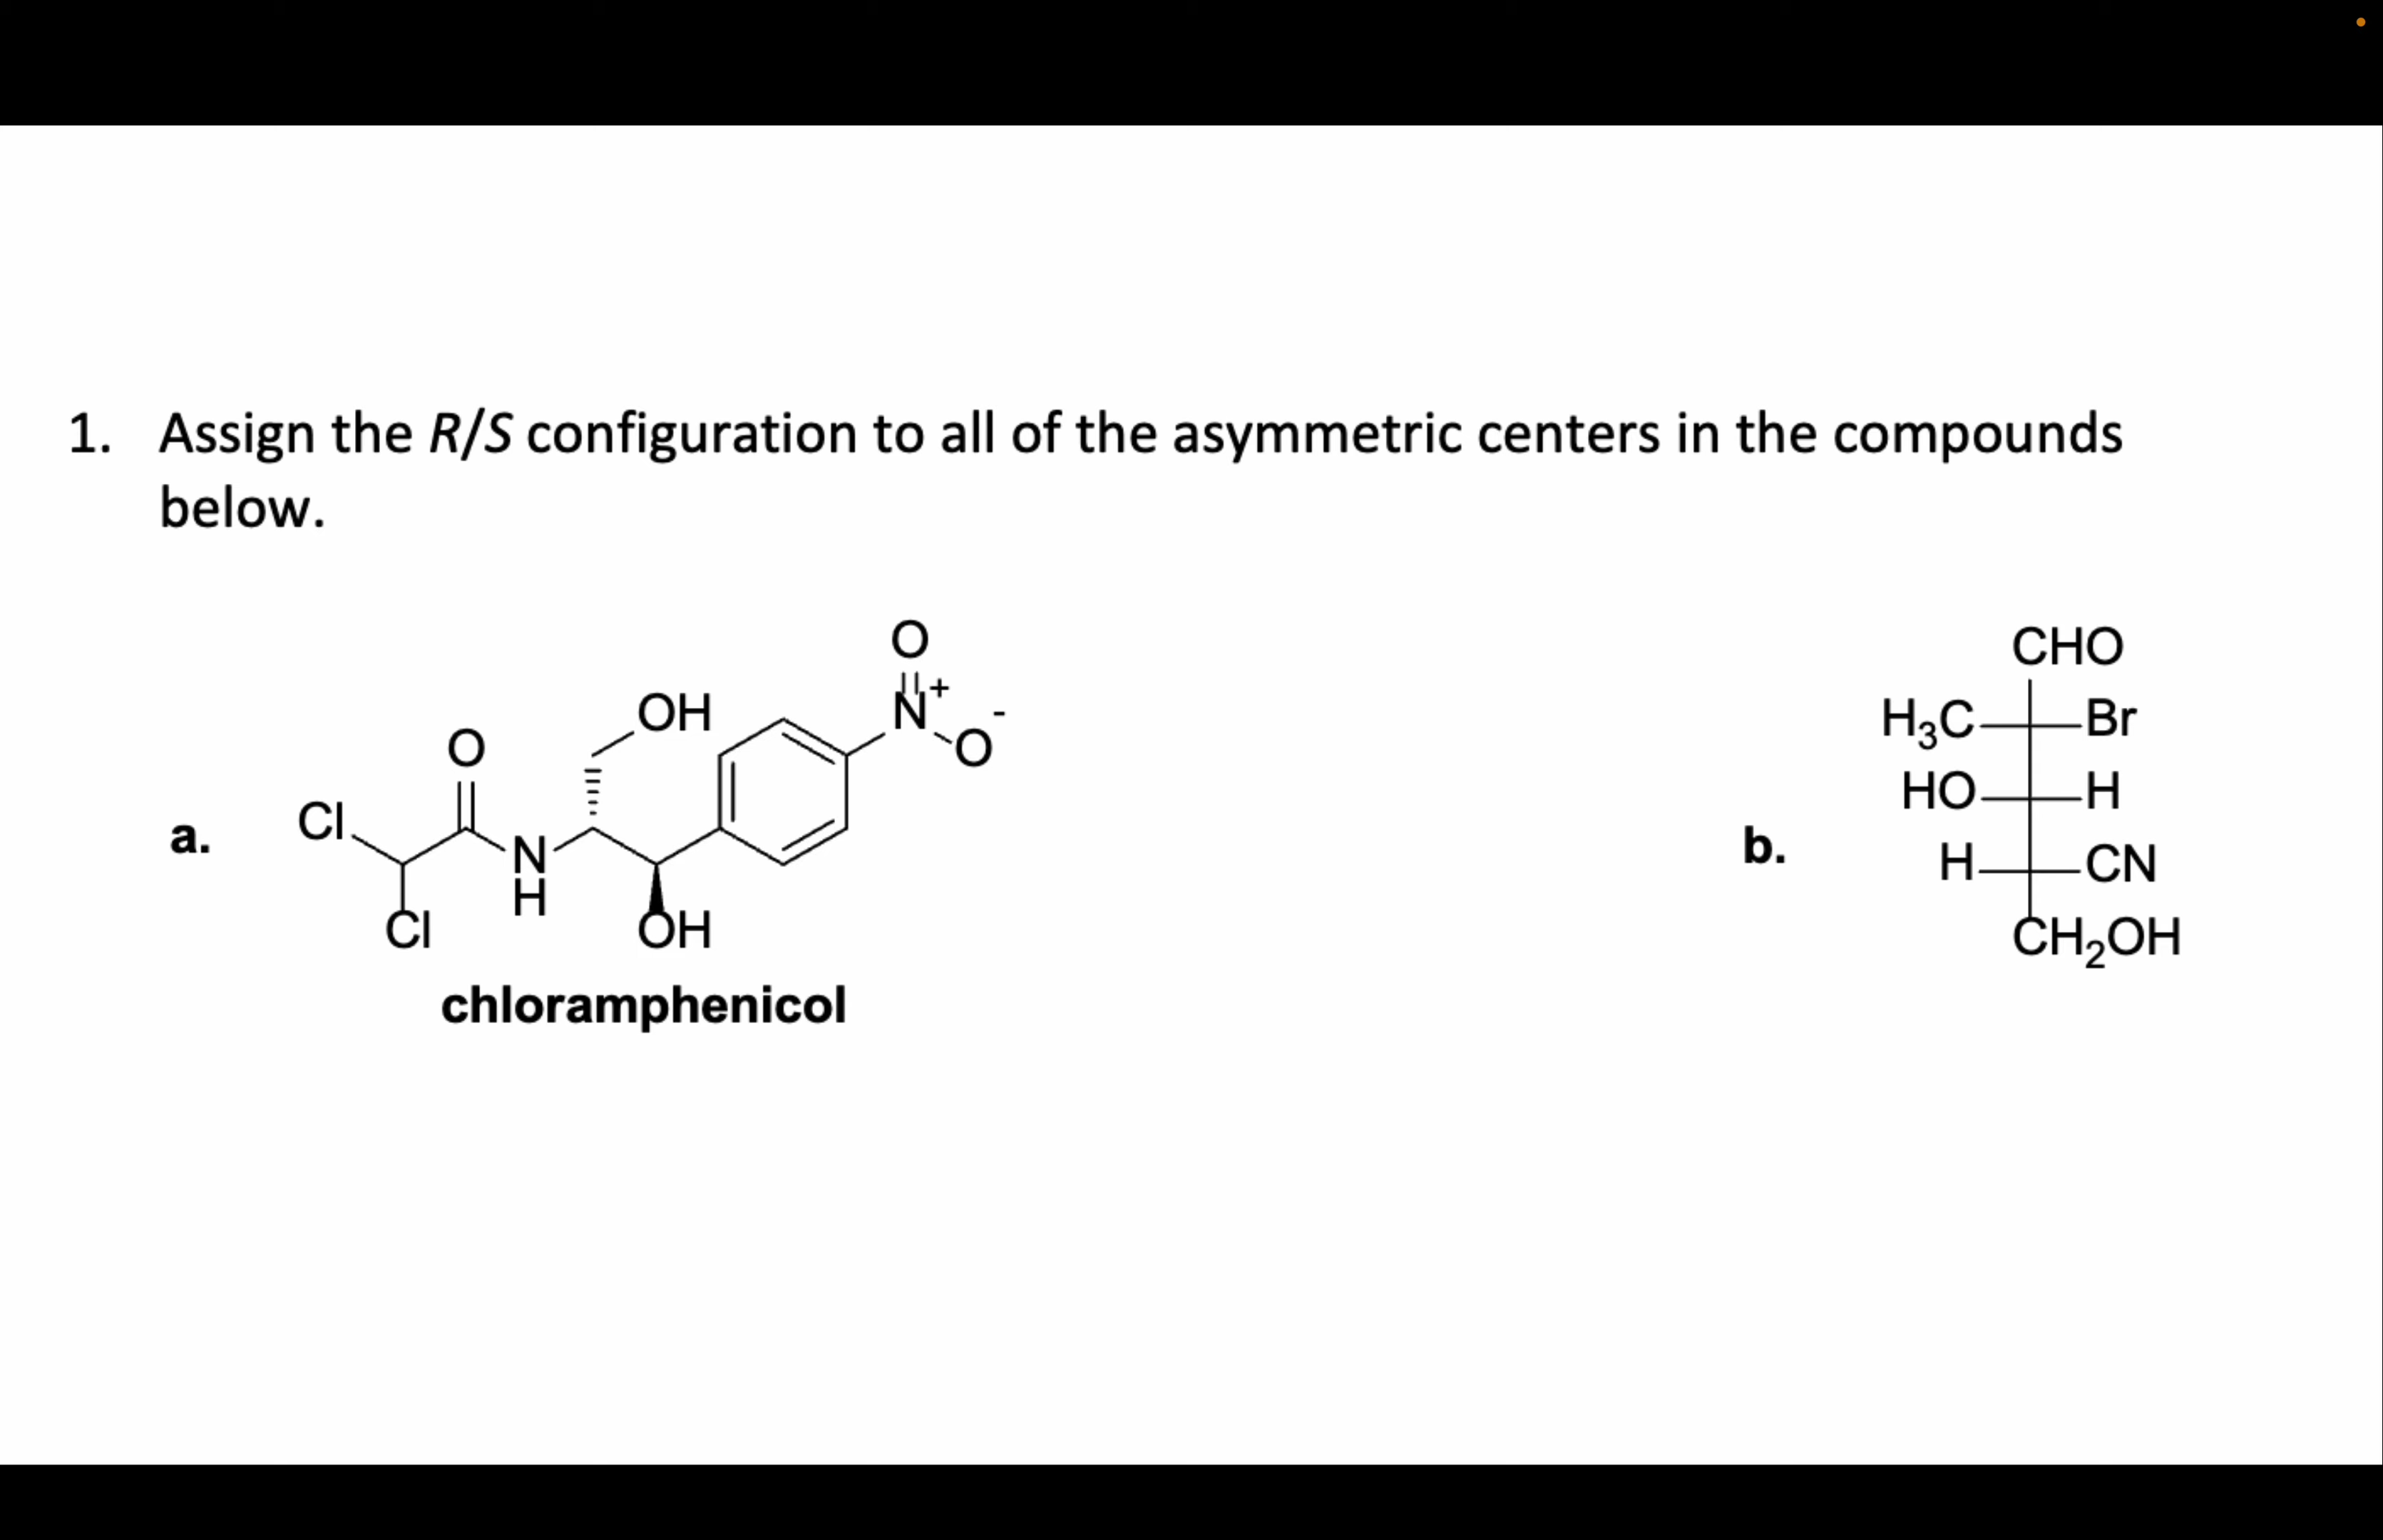 1. Assign the R/S configuration to all of the asymmetric centers in the compounds
below.
a.
Cl
Cl
O
N
H
OH
OH
O
N+
O-
chloramphenicol
b.
CHO
H3C Br
HO H
H CN
CH2OH